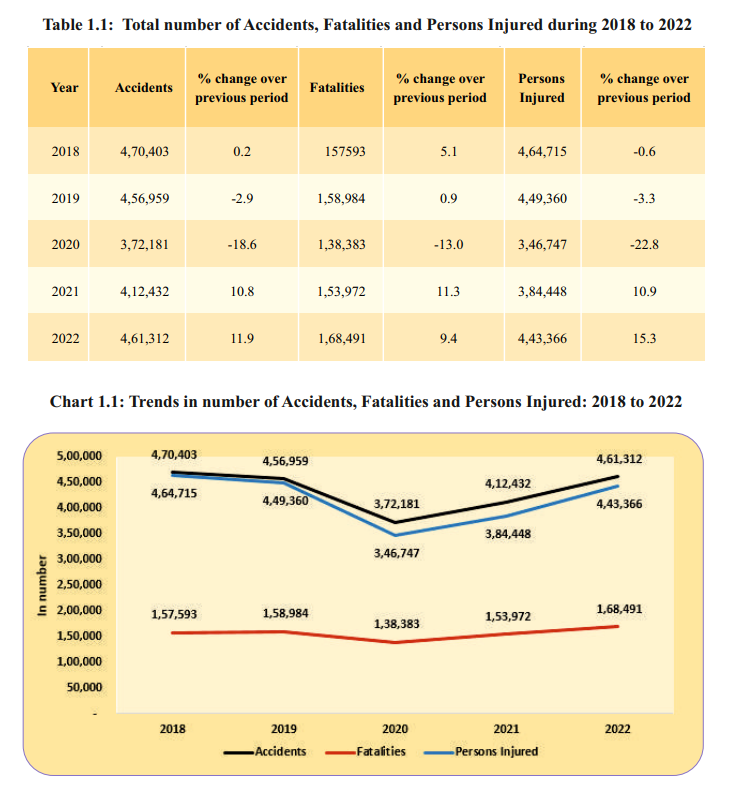 Table 1.1: Total number of Accidents, Fatalities and Persons Injured during 2018 to 2022
Year Accidents % change over previous period Fatalities % change over previous period Persons Injured % change over previous period
2018 4,70,403 0.2 157593 5.1 4,64,715 -0.6
2019 4,56,959 -2.9 1,58,984 0.9 4,49,360 -3.3
2020 3,72,181 -18.6 1,38,383 -13.0 3,46,747 -22.8
2021 4,12,432 10.8 1,53,972 11.3 3,84,448 10.9
2022 4,61,312 11.9 1,68,491 9.4 4,43,366 15.3
Chart 1.1: Trends in number of Accidents, Fatalities and Persons Injured: 2018 to 2022
In number
5,00,000
4,50,000
4,00,000
3,50,000
3,00,000
2,50,000
2,00,000
1,50,000
1,00,000
50,000
-
4,70,403 4,56,959 3,72,181 4,12,432 4,61,312
4,64,715 4,49,360 3,46,747 3,84,448 4,43,366
1,57,593 1,58,984 1,38,383 1,53,972 1,68,491
2018 2019 2020 2021 2022
Accidents Fatalities Persons Injured